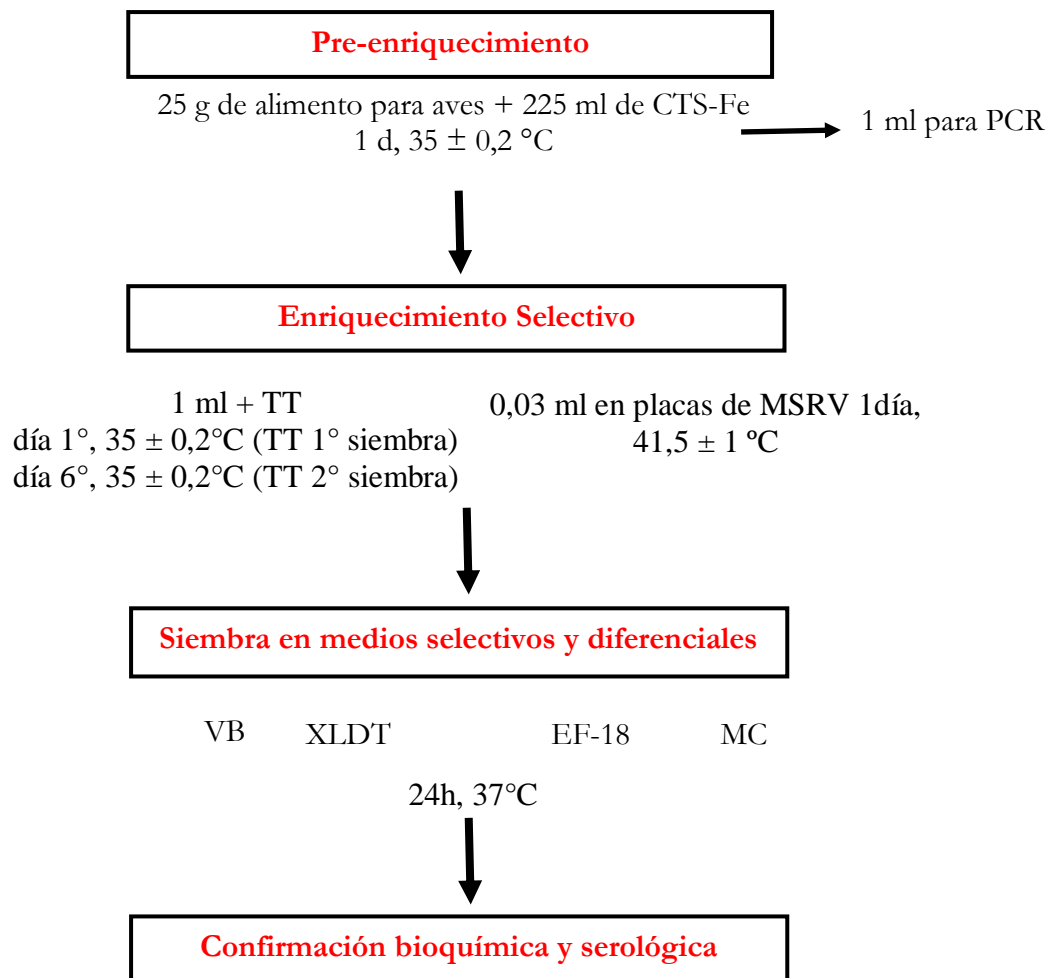 Pre-enriquecimiento
25 g de alimento para aves + 225 ml de CTS-Fe
1 d, 35 ± 0,2 °C
1 ml para PCR
Enriquecimiento Selectivo
1 ml + TT
día 1°, 35 ± 0,2°C (TT 1° siembra)
día 6°, 35 ± 0,2°C (TT 2° siembra)
0,03 ml en placas de MSRV 1día,
41,5 ± 1 ºC
Siembra en medios selectivos y diferenciales
VB XLDT EF-18 MC
24h, 37°C
Confirmación bioquímica y serológica